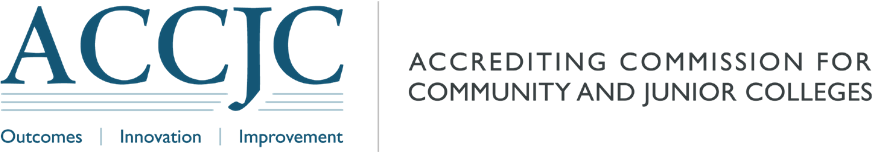 ACCJC
Outcomes | Innovation | Improvement
ACCREDITING COMMISSION FOR
COMMUNITY AND JUNIOR COLLEGES